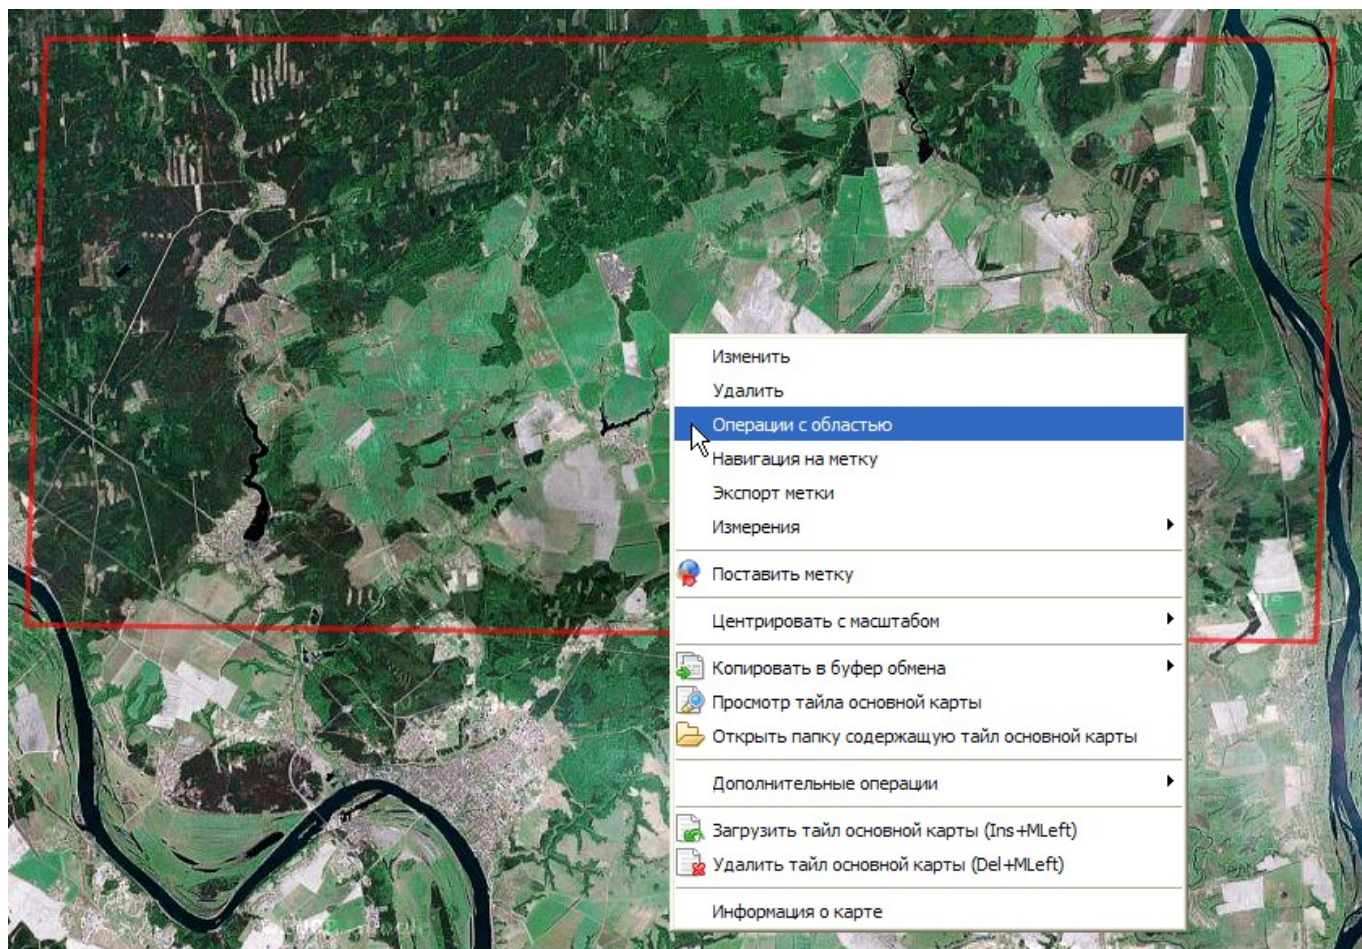 Изменить
Удалить
Операции с областью
Навигация на метку
Экспорт метки
Измерения
Поставить метку
Центрировать с масштабом
Копировать в буфер обмена
Просмотр тайла основной карты
Открыть папку содержащую тайл основной карты
Дополнительные операции
Загрузить тайл основной карты (Ins+MLeft)
Удалить тайл основной карты (Del+MLeft)
Информация о карте